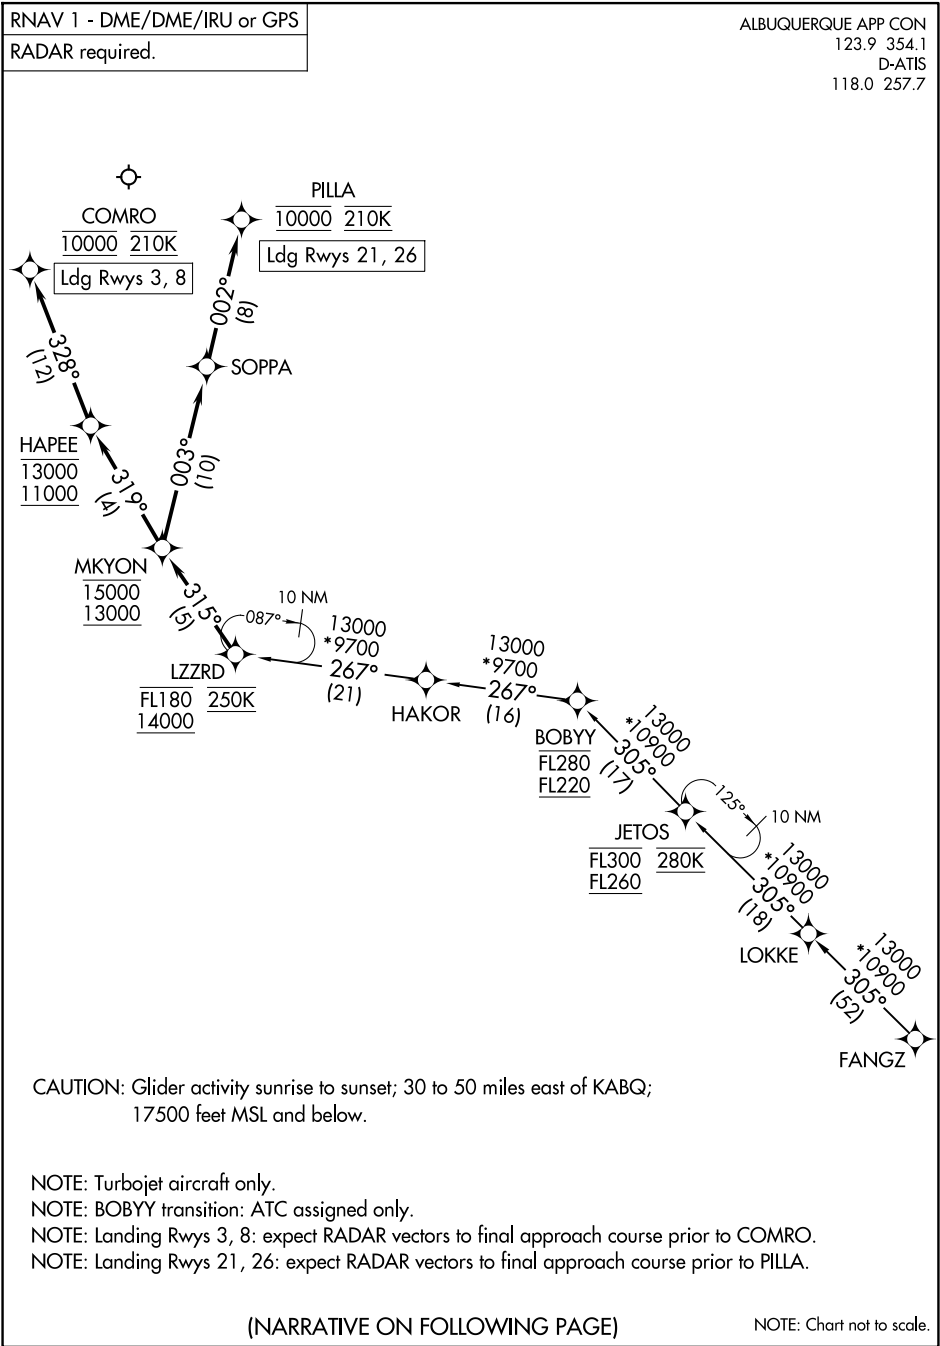 RNAV 1 - DME/DME/IRU or GPS
RADAR required.
ALBUQUERQUE APP CON
123.9 354.1
D-ATIS
118.0 257.7
PILLA
10000 210K
Ldg Rwys 21, 26
COMRO
10000 210K
Ldg Rwys 3, 8
002°
(8)
328°
(12)
SOPPA
HAPEE
13000
11000
003°
(10)
319°
(4)
MKYON
15000
13000
315°
(5)
087°
10 NM
13000
*9700
267°
(21)
13000
*9700
267°
(16)
LZZRD
FL180 250K
14000
HAKOR
BOBYY
FL280
FL220
13000
*10900
305°
(17)
125°
10 NM
JETOS
FL300 280K
FL260
13000
*10900
305°
(18)
LOKKE
13000
*10900
305°
(52)
FANGZ
CAUTION: Glider activity sunrise to sunset; 30 to 50 miles east of KABQ;
17500 feet MSL and below.
NOTE: Turbojet aircraft only.
NOTE: BOBYY transition: ATC assigned only.
NOTE: Landing Rwys 3, 8: expect RADAR vectors to final approach course prior to COMRO.
NOTE: Landing Rwys 21, 26: expect RADAR vectors to final approach course prior to PILLA.
(NARRATIVE ON FOLLOWING PAGE)
NOTE: Chart not to scale.